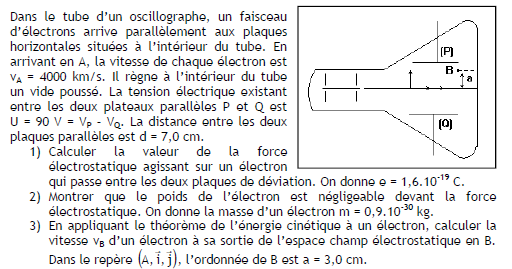 Dans le tube d'un oscillographe, un faisceau
d'électrons arrive parallèlement aux plaques
horizontales situées à l'intérieur du tube. En
arrivant en A, la vitesse de chaque électron est
vA = 4000 km/s. Il règne à l'intérieur du tube
un vide poussé. La tension électrique existant
entre les deux plateaux parallèles P et Q est
U = 90 V = VP - VQ. La distance entre les deux
plaques parallèles est d = 7,0 cm.
1) Calculer la valeur de la force
électrostatique agissant sur un électron
qui passe entre les deux plaques de déviation. On donne e = 1,6.10⁻¹⁹ C.
2) Montrer que le poids de l'électron est négligeable devant la force
électrostatique. On donne la masse d'un électron m = 0,9.10⁻³⁰ kg.
3) En appliquant le théorème de l'énergie cinétique à un électron, calculer la
vitesse vB d'un électron à sa sortie de l'espace champ électrostatique en B.
Dans le repère (A, i⃗, j⃗), l'ordonnée de B est a = 3,0 cm.
(P)
B
a
(Q)